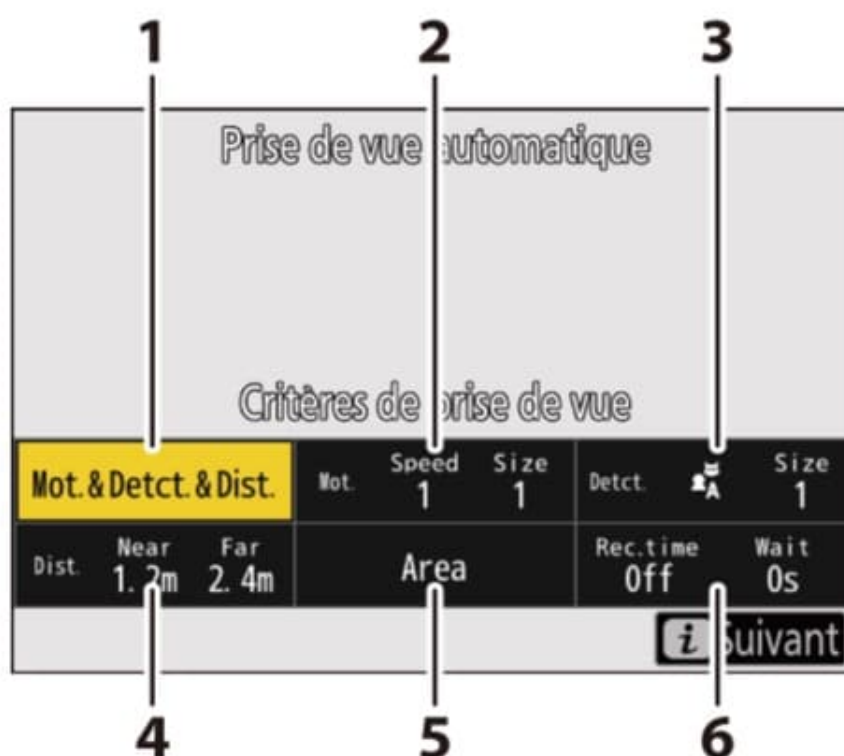 1 2 3
Prise de vue automatique
Critères de prise de vue
Mot. & Detct. & Dist. Mot. Speed 1 Size 1 Detct. A Size 1
Dist. Near 1. 2m Far 2. 4m Area Rec.time Off Wait 0s
i Suivant
4 5 6